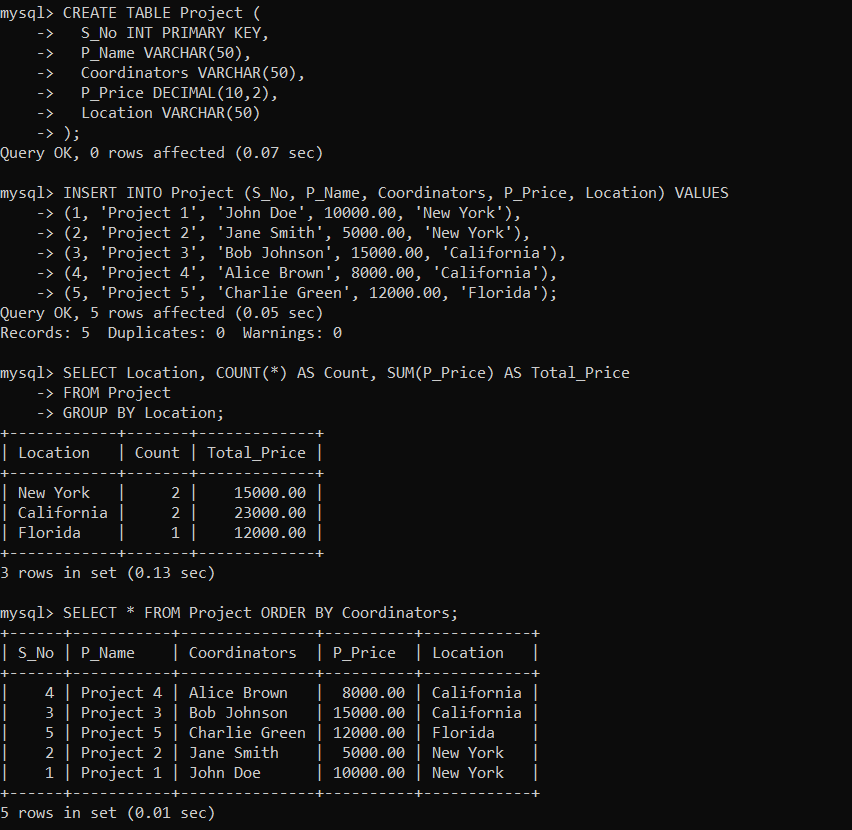 mysql> CREATE TABLE Project (
    ->   S_No INT PRIMARY KEY,
    ->   P_Name VARCHAR(50),
    ->   Coordinators VARCHAR(50),
    ->   P_Price DECIMAL(10,2),
    ->   Location VARCHAR(50)
    -> );
Query OK, 0 rows affected (0.07 sec)

mysql> INSERT INTO Project (S_No, P_Name, Coordinators, P_Price, Location) VALUES
    -> (1, 'Project 1', 'John Doe', 10000.00, 'New York'),
    -> (2, 'Project 2', 'Jane Smith', 5000.00, 'New York'),
    -> (3, 'Project 3', 'Bob Johnson', 15000.00, 'California'),
    -> (4, 'Project 4', 'Alice Brown', 8000.00, 'California'),
    -> (5, 'Project 5', 'Charlie Green', 12000.00, 'Florida');
Query OK, 5 rows affected (0.05 sec)
Records: 5  Duplicates: 0  Warnings: 0

mysql> SELECT Location, COUNT(*) AS Count, SUM(P_Price) AS Total_Price
    -> FROM Project
    -> GROUP BY Location;
+------------+-------+-------------+
| Location   | Count | Total_Price |
+------------+-------+-------------+
| New York   |     2 |    15000.00 |
| California |     2 |    23000.00 |
| Florida    |     1 |    12000.00 |
+------------+-------+-------------+
3 rows in set (0.13 sec)

mysql> SELECT * FROM Project ORDER BY Coordinators;
+------+-----------+---------------+----------+------------+
| S_No | P_Name    | Coordinators  | P_Price  | Location   |
+------+-----------+---------------+----------+------------+
|    4 | Project 4 | Alice Brown   |  8000.00 | California |
|    3 | Project 3 | Bob Johnson   | 15000.00 | California |
|    5 | Project 5 | Charlie Green | 12000.00 | Florida    |
|    2 | Project 2 | Jane Smith    |  5000.00 | New York   |
|    1 | Project 1 | John Doe      | 10000.00 | New York   |
+------+-----------+---------------+----------+------------+
5 rows in set (0.01 sec)